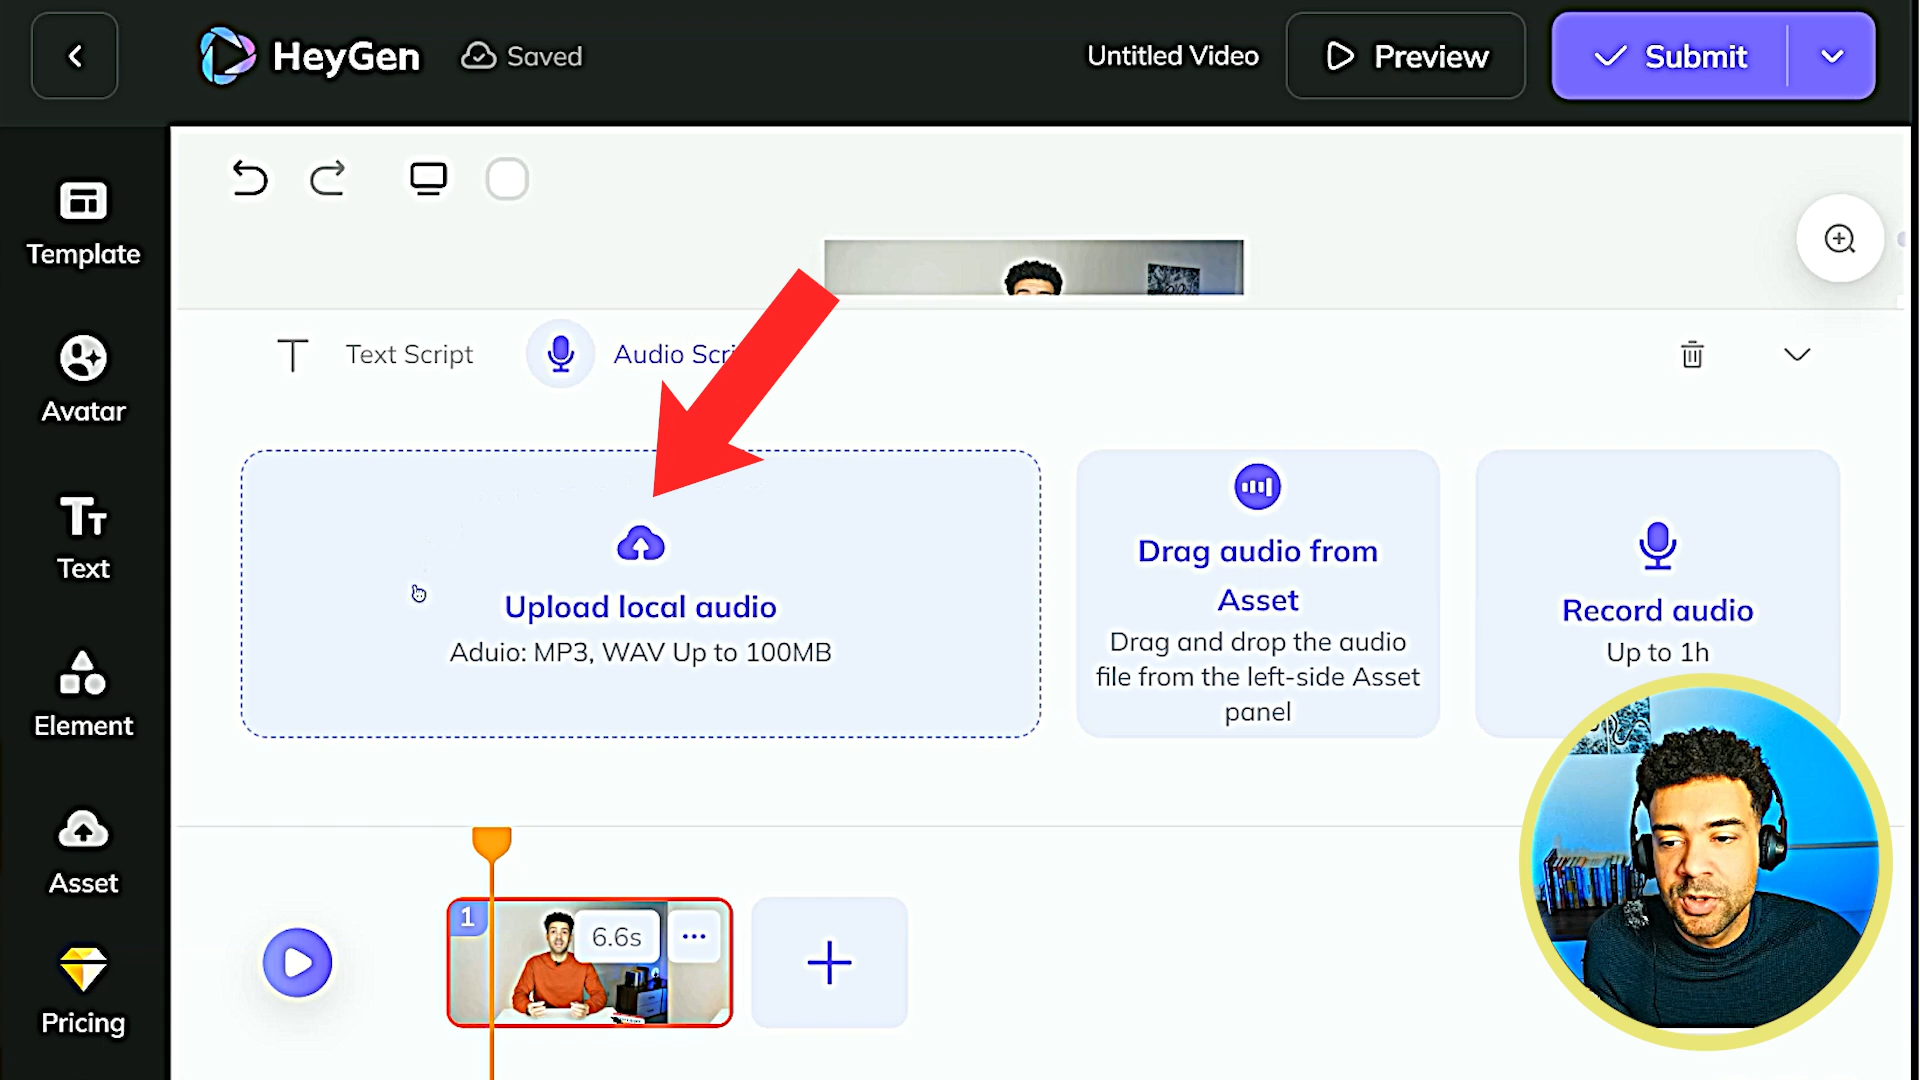 HeyGen
Saved
Untitled Video
Preview
Submit
Template
Avatar
Text
Element
Asset
Pricing
Text Script
Audio Scri
Upload local audio
Aduio: MP3, WAV Up to 100MB
Drag audio from
Asset
Drag and drop the audio
file from the left-side Asset
panel
Record audio
Up to 1h
1
6.6s